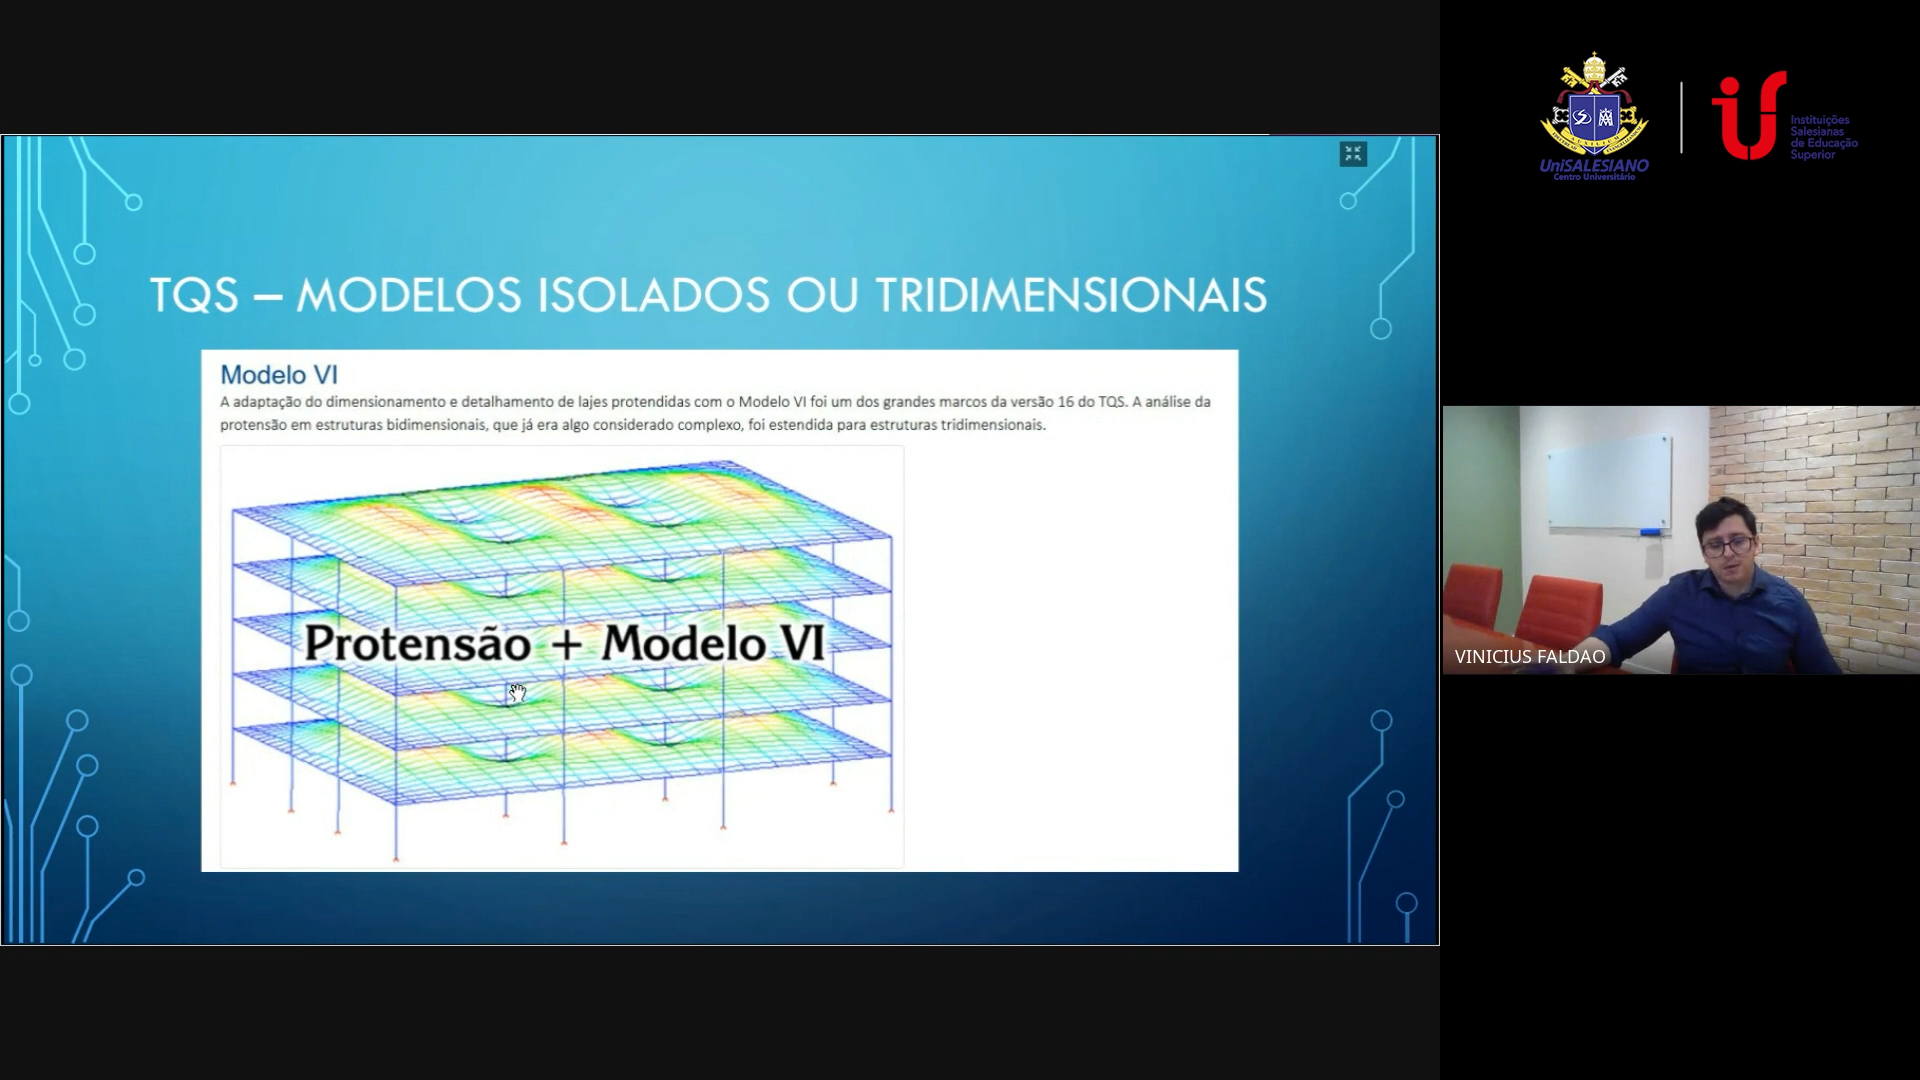 TQS – MODELOS ISOLADOS OU TRIDIMENSIONAIS
Modelo VI
A adaptação do dimensionamento e detalhamento de lajes protendidas com o Modelo VI foi um dos grandes marcos da versão 16 do TQS. A análise da
protensão em estruturas bidimensionais, que já era algo considerado complexo, foi estendida para estruturas tridimensionais.
Protensão + Modelo VI
UniSALESIANO
Centro Universitário
Instituições
Salesianas
de Educação
Superior
VINICIUS FALDAO